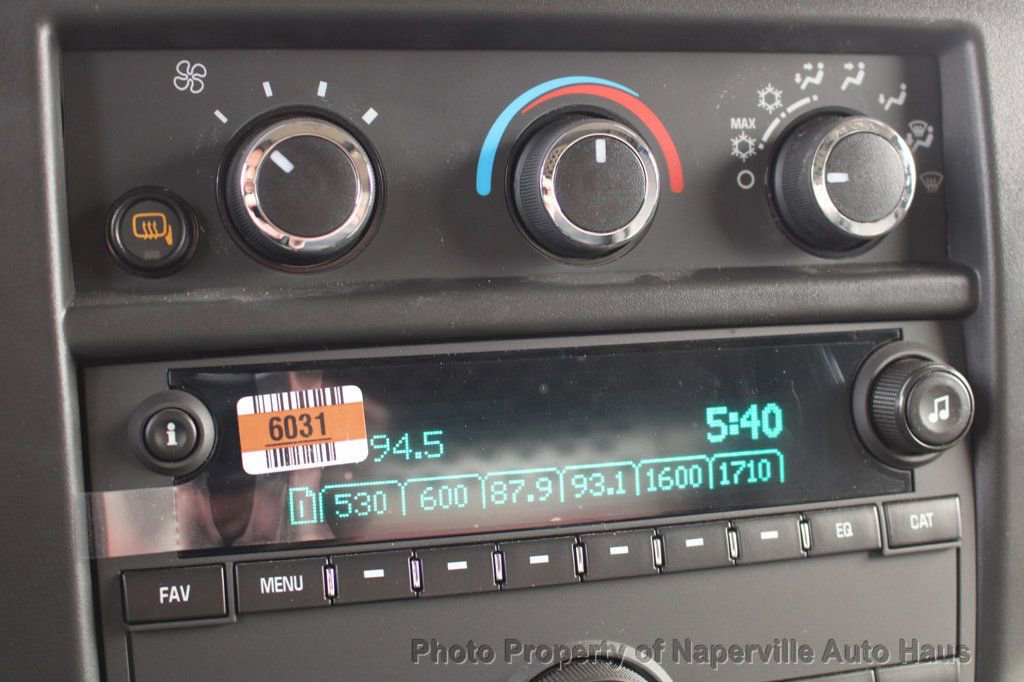 MAX
6031
94.5
5:40
1 530 600 87.9 93.1 1600 1710
i
FAV MENU EQ CAT
Photo Property of Naperville Auto Haus